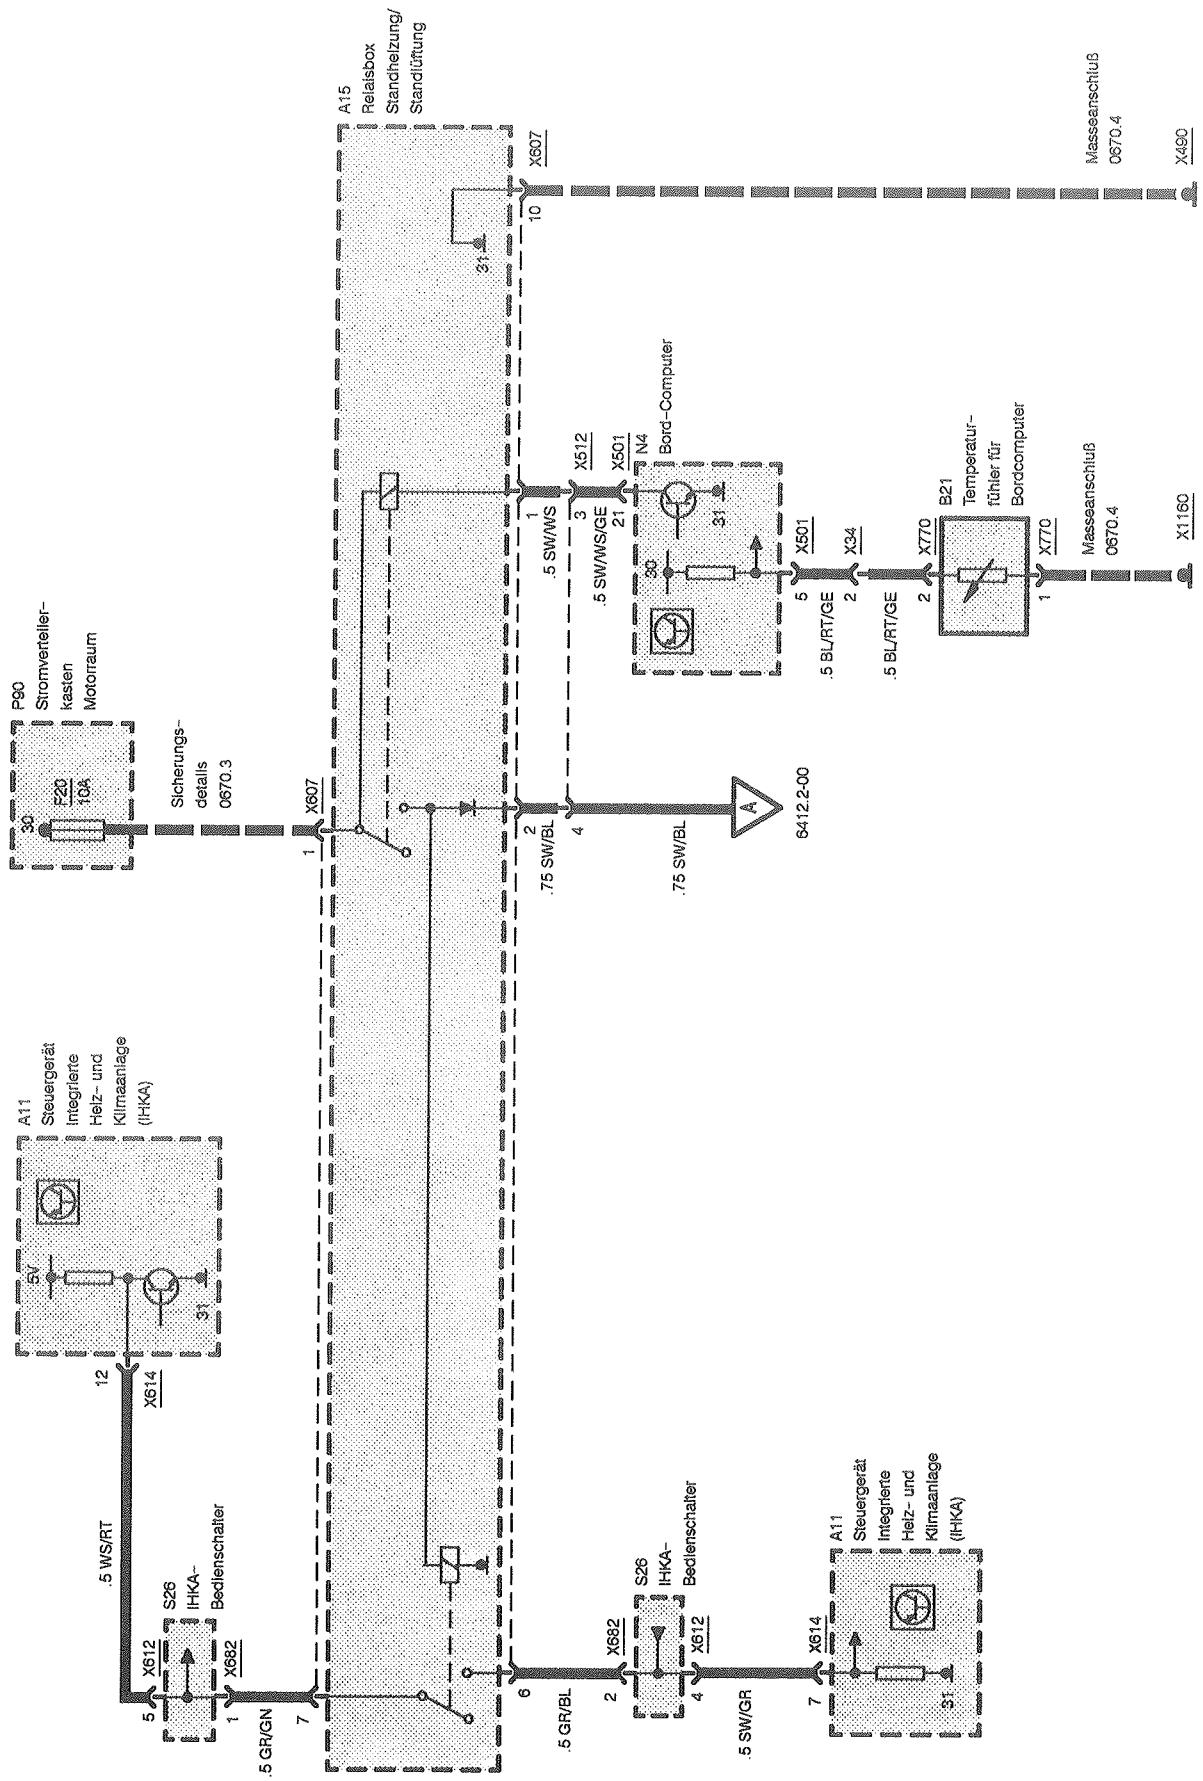 A11
Steuergerät
Integrierte
Heiz- und
Klimaanlage
(IHKA)
5V
31
12
X614
.5 WS/RT
X612
5
S26
IHKA-
Bedienschalter
X682
1
.5 GR/GN
7
P90
Stromverteiler-
kasten
Motorraum
30
F20
10A
Sicherungs-
details
0670.3
X607
1
A15
Relaisbox
Standheizung/
Standlüftung
31
6
.5 GR/BL
X682
2
S26
IHKA-
Bedienschalter
X612
4
.5 SW/GR
X614
7
A11
Steuergerät
Integrierte
Heiz- und
Klimaanlage
(IHKA)
31
2
.75 SW/BL
4
.75 SW/BL
A
6412.2-00
1
.5 SW/WS
X512
3
.5 SW/WS/GE
X501
21
N4
Bord-Computer
30
31
X501
5
.5 BL/RT/GE
X34
2
.5 BL/RT/GE
X770
2
B21
Temperatur-
fühler für
Bordcomputer
X770
1
Masseanschluß
0670.4
X1160
X607
10
Masseanschluß
0670.4
X490